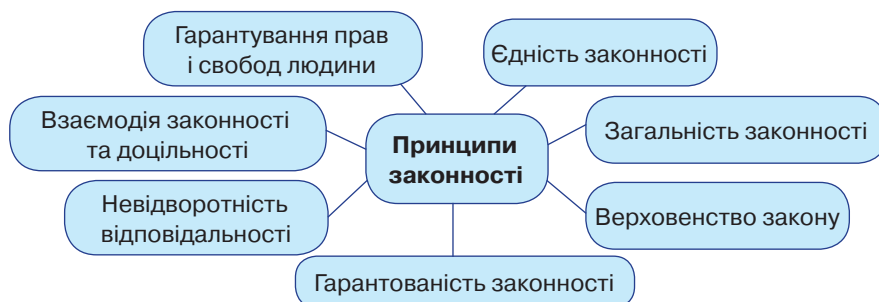 Гарантування прав
і свобод людини
Єдність законності
Взаємодія законності
та доцільності
Принципи
законності
Загальність законності
Невідворотність
відповідальності
Верховенство закону
Гарантованість законності